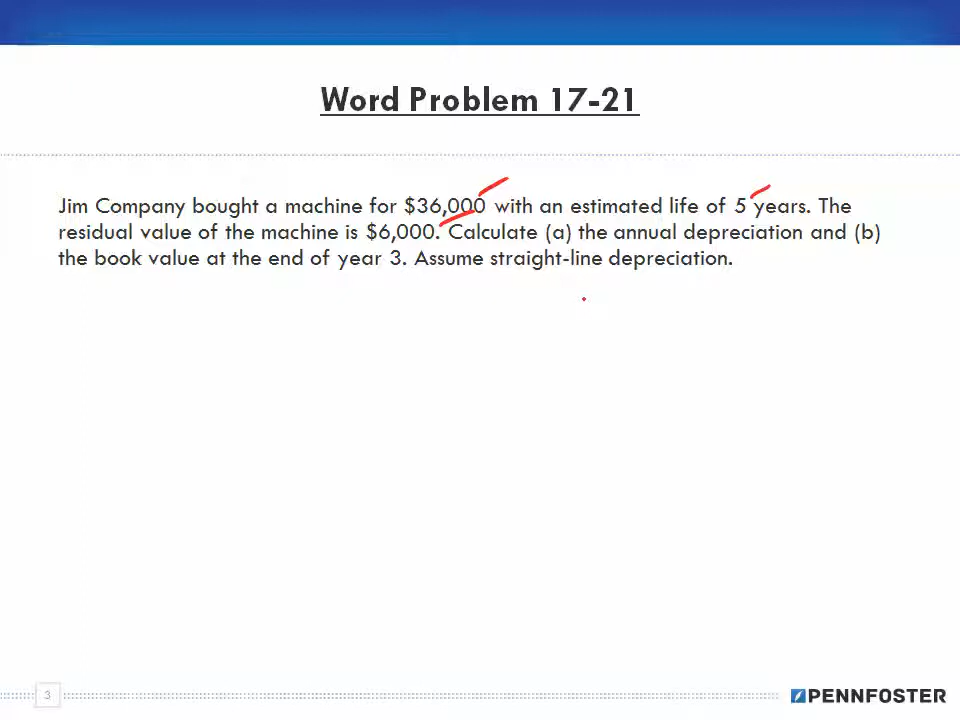 Word Problem 17-21
Jim Company bought a machine for $36,000 with an estimated life of 5 years. The
residual value of the machine is $6,000. Calculate (a) the annual depreciation and (b)
the book value at the end of year 3. Assume straight-line depreciation.
3
PENNFOSTER